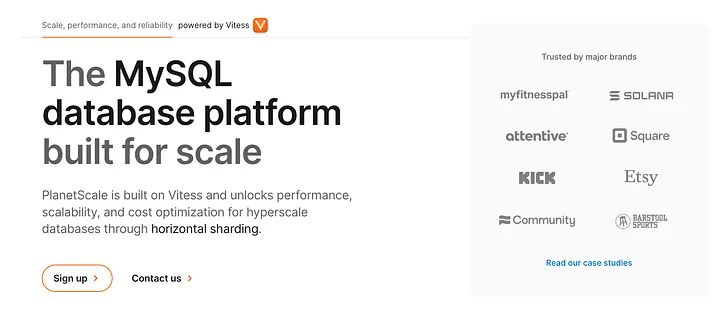 Scale, performance, and reliability powered by Vitess
The MySQL
database platform
built for scale
PlanetScale is built on Vitess and unlocks performance,
scalability, and cost optimization for hyperscale
databases through horizontal sharding.
Sign up
Contact us
Trusted by major brands
myfitnesspal
SOLANA
attentive
Square
KICK
Etsy
Community
BARSTOOL
SPORTS
Read our case studies